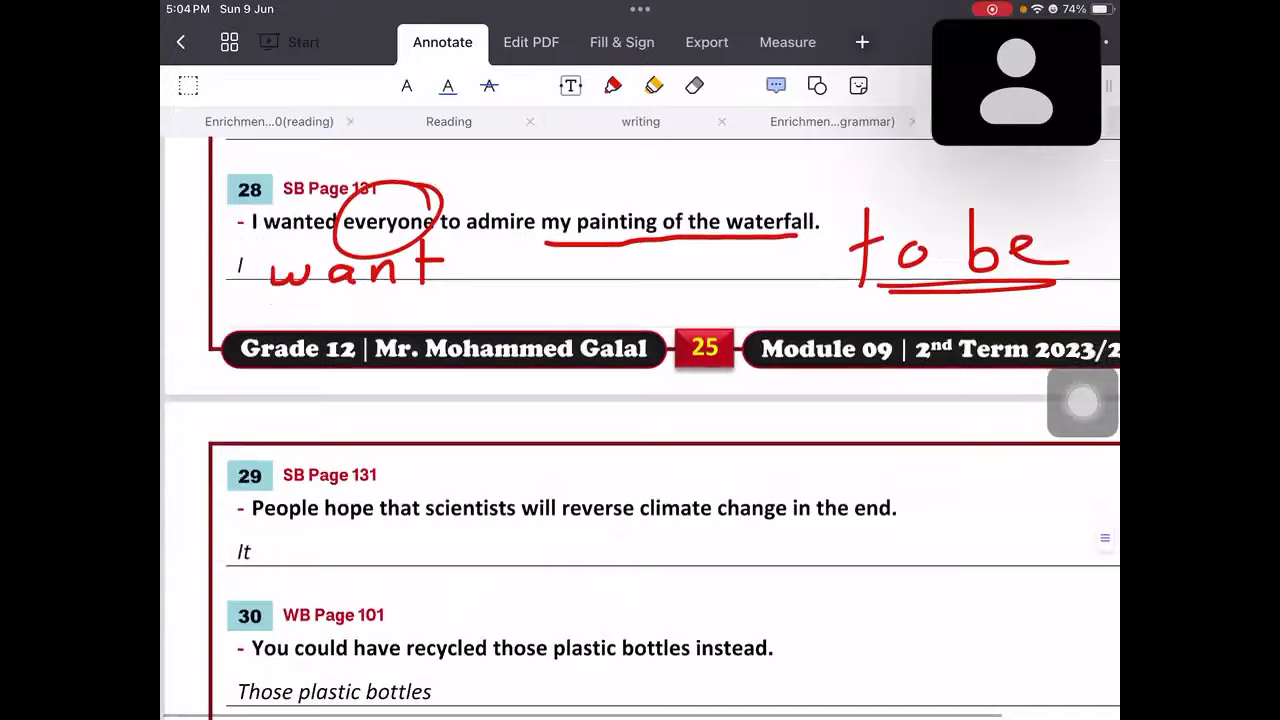 5:04 PM Sun 9 Jun 74%
Start Annotate Edit PDF Fill & Sign Export Measure
Enrichmen...0(reading) Reading writing Enrichmen...grammar)
28 SB Page 131
- I wanted everyone to admire my painting of the waterfall.
to be
I want
Grade 12 | Mr. Mohammed Galal 25 Module 09 | 2nd Term 2023/2
29 SB Page 131
- People hope that scientists will reverse climate change in the end.
It
30 WB Page 101
- You could have recycled those plastic bottles instead.
Those plastic bottles